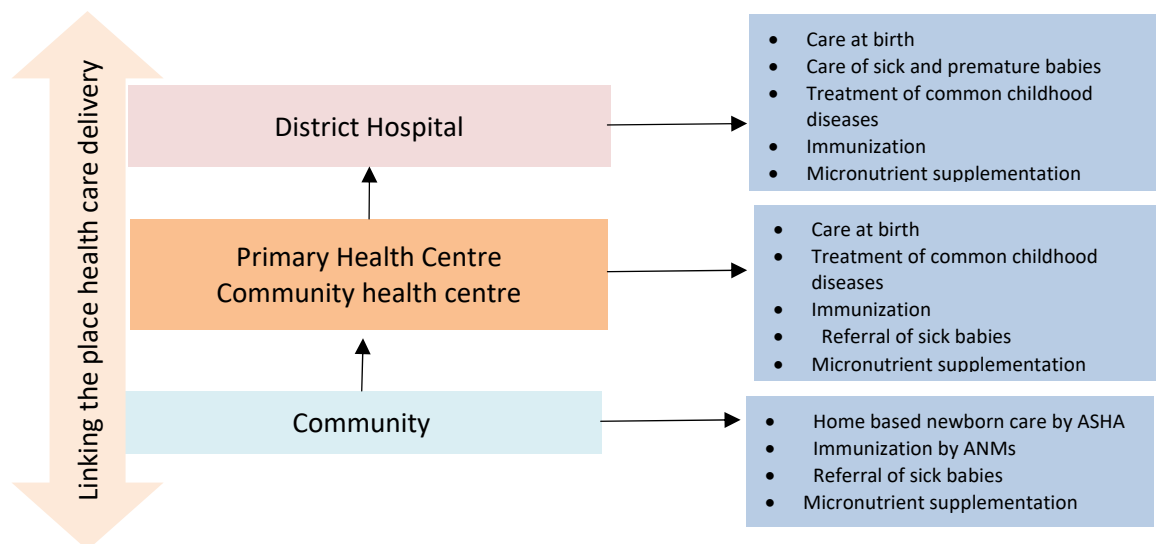 Linking the place health care delivery
District Hospital
• Care at birth
• Care of sick and premature babies
• Treatment of common childhood
diseases
• Immunization
• Micronutrient supplementation
Primary Health Centre
Community health centre
• Care at birth
• Treatment of common childhood
diseases
• Immunization
• Referral of sick babies
• Micronutrient supplementation
Community
• Home based newborn care by ASHA
• Immunization by ANMs
• Referral of sick babies
• Micronutrient supplementation